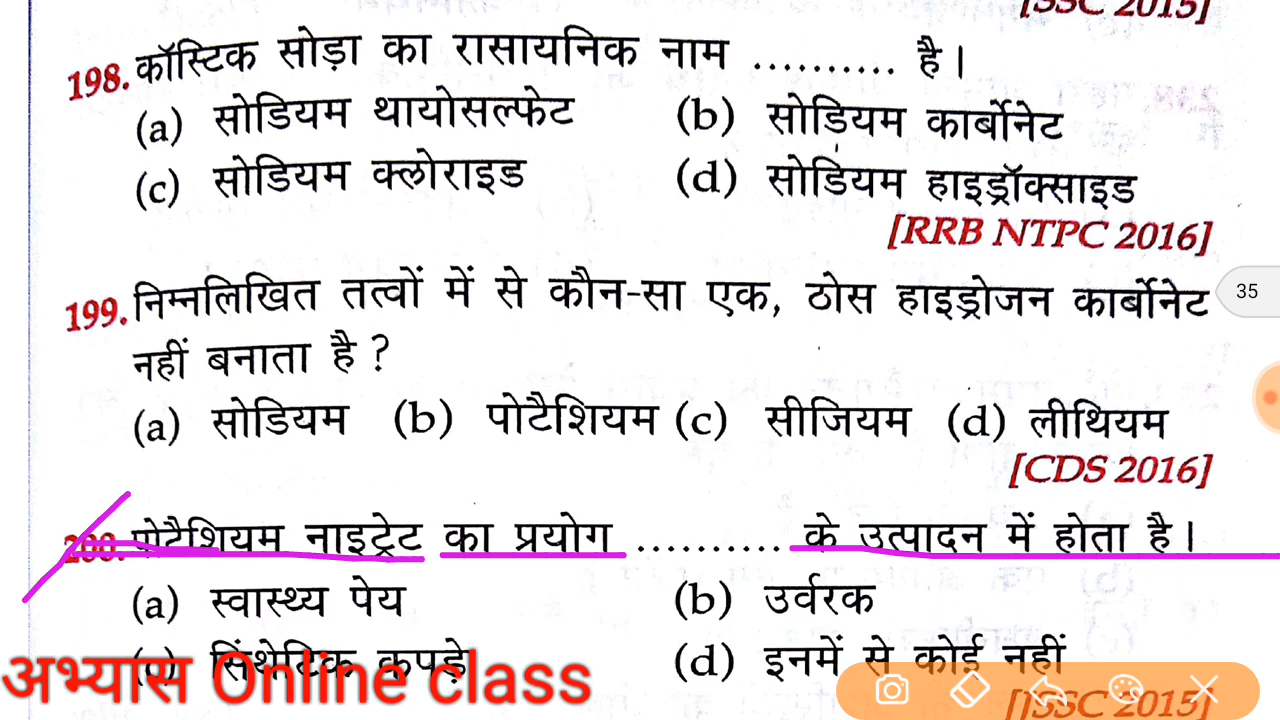 [SSC 2015]
198. कॉस्टिक सोड़ा का रासायनिक नाम .......... है।
(a) सोडियम थायोसल्फेट (b) सोड़ियम कार्बोनेट
(c) सोडियम क्लोराइड (d) सोडियम हाइड्रॉक्साइड
[RRB NTPC 2016]
199. निम्नलिखित तत्वों में से कौन-सा एक, ठोस हाइड्रोजन कार्बोनेट
35
नहीं बनाता है ?
(a) सोडियम (b) पोटैशियम (c) सीजियम (d) लीथियम
[CDS 2016]
200. पोटैशियम नाइट्रेट का प्रयोग .......... के उत्पादन में होता है।
(a) स्वास्थ्य पेय (b) उर्वरक
(c) सिंथेटिक कपड़े (d) इनमें से कोई नहीं
अभ्यास Online class
[JSSC 2015]